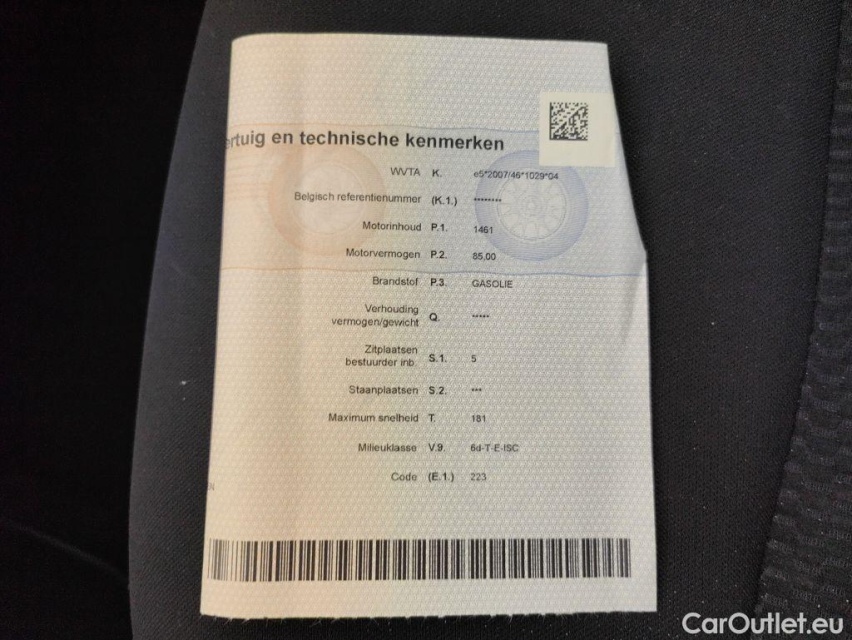 ertuig en technische kenmerken
WVTA K. e5*2007/46*1029*04
Belgisch referentienummer (K.1.) ********
Motorinhoud P.1. 1461
Motorvermogen P.2. 85,00
Brandstof P.3. GASOLIE
Verhouding
vermogen/gewicht Q. *****
Zitplaatsen
bestuurder inb. S.1. 5
Staanplaatsen S.2. ***
Maximum snelheid T. 181
Milieuklasse V.9. 6d-T-E-ISC
Code (E.1.) 223
N
CarOutlet.eu